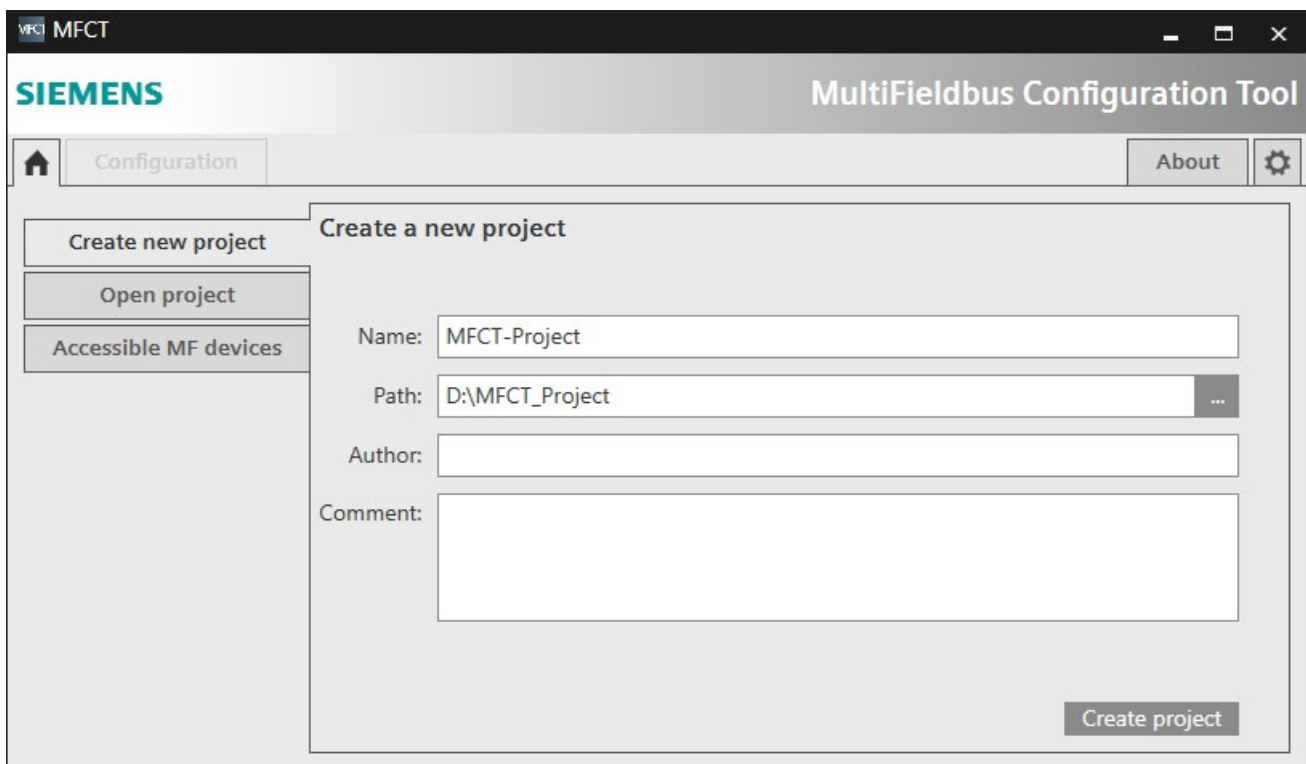 MFCT MFCT
SIEMENS
MultiFieldbus Configuration Tool
Configuration
About
Create new project
Open project
Accessible MF devices
Create a new project
Name: MFCT-Project
Path: D:\MFCT_Project ...
Author:
Comment:
Create project